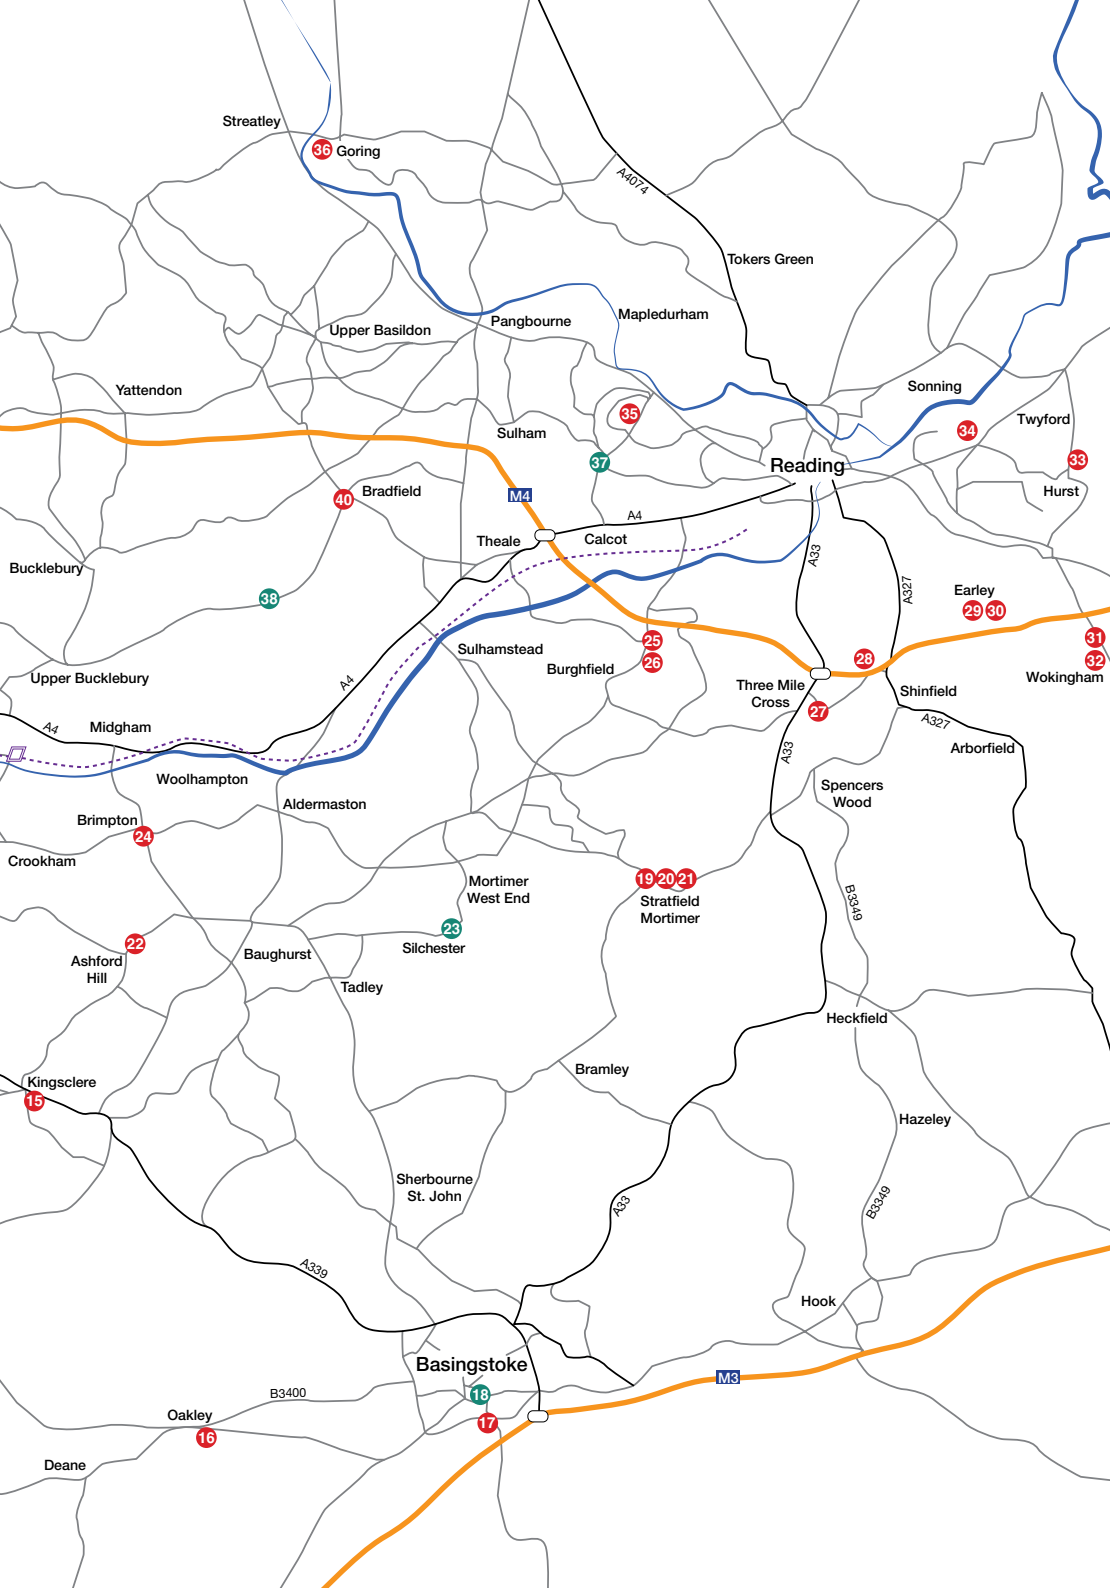 Streatley
36
Goring
A4074
Tokers Green
Mapledurham
Pangbourne
Upper Basildon
Yattendon
Sonning
35
Twyford
34
Sulham
33
37
Reading
40
Bradfield
M4
Hurst
A4
Theale
Calcot
A33
Bucklebury
A327
Earley
38
29
30
25
31
Sulhamstead
26
Burghfield
28
32
Upper Bucklebury
A4
Wokingham
Three Mile
Cross
Shinfield
27
A327
A4
Midgham
A33
Arborfield
Woolhampton
Spencers
Wood
Aldermaston
Brimpton
24
Crookham
19
20
21
Mortimer
West End
Stratfield
Mortimer
B3349
23
22
Silchester
Baughurst
Ashford
Hill
Tadley
Heckfield
Bramley
Kingsclere
15
Hazeley
Sherbourne
St. John
A33
B3349
A339
Hook
Basingstoke
M3
18
B3400
17
Oakley
16
Deane